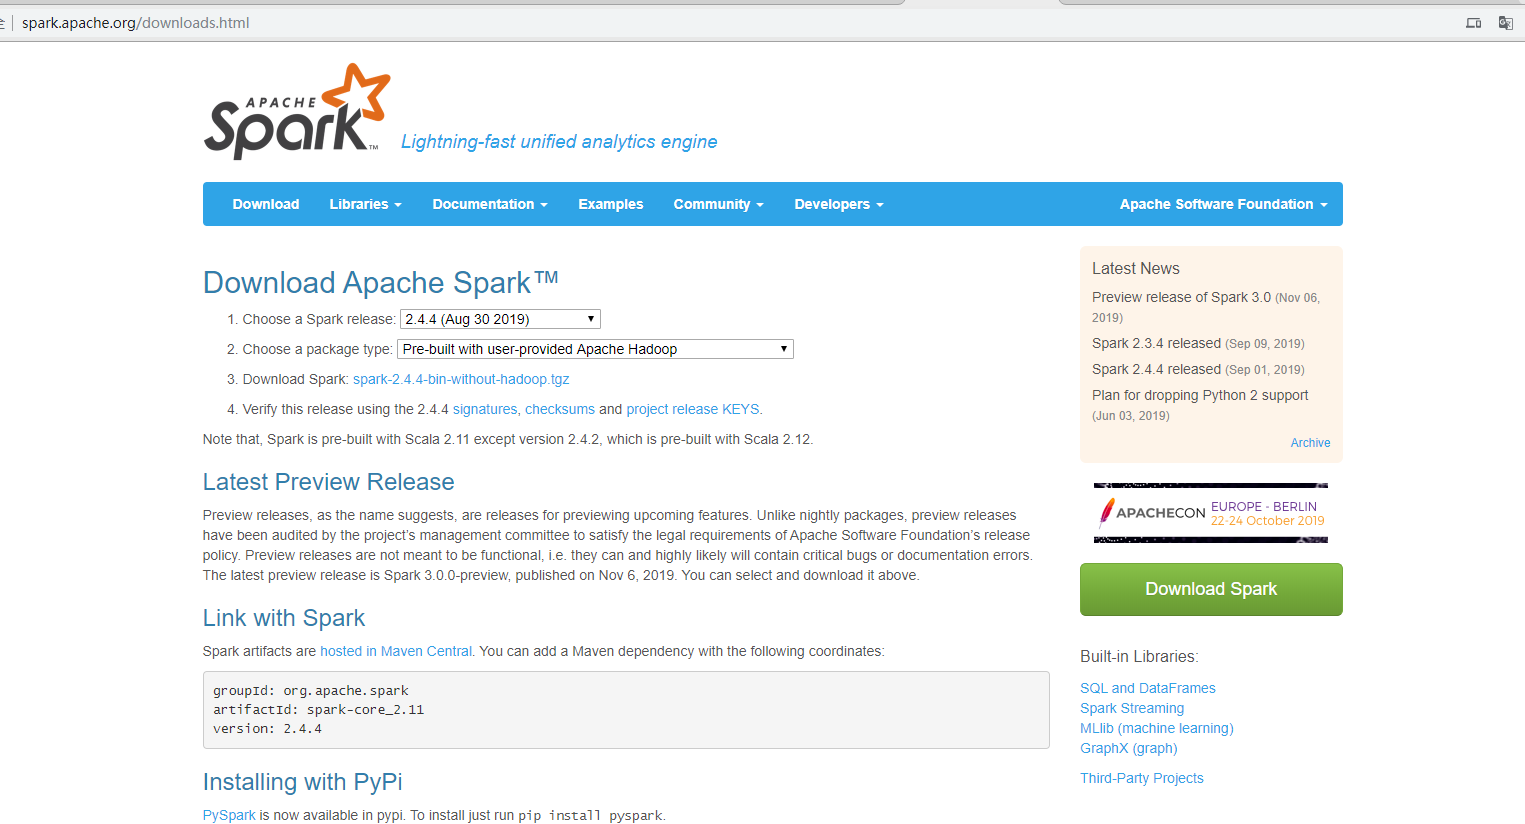 spark.apache.org/downloads.html
APACHE
Spark™
Lightning-fast unified analytics engine
Download Libraries Documentation Examples Community Developers Apache Software Foundation
Download Apache Spark™
1. Choose a Spark release: 2.4.4 (Aug 30 2019)
2. Choose a package type: Pre-built with user-provided Apache Hadoop
3. Download Spark: spark-2.4.4-bin-without-hadoop.tgz
4. Verify this release using the 2.4.4 signatures, checksums and project release KEYS.
Note that, Spark is pre-built with Scala 2.11 except version 2.4.2, which is pre-built with Scala 2.12.
Latest Preview Release
Preview releases, as the name suggests, are releases for previewing upcoming features. Unlike nightly packages, preview releases
have been audited by the project's management committee to satisfy the legal requirements of Apache Software Foundation's release
policy. Preview releases are not meant to be functional, i.e. they can and highly likely will contain critical bugs or documentation errors.
The latest preview release is Spark 3.0.0-preview, published on Nov 6, 2019. You can select and download it above.
Link with Spark
Spark artifacts are hosted in Maven Central. You can add a Maven dependency with the following coordinates:
groupId: org.apache.spark
artifactId: spark-core_2.11
version: 2.4.4
Installing with PyPi
PySpark is now available in pypi. To install just run pip install pyspark.
Latest News
Preview release of Spark 3.0 (Nov 06,
2019)
Spark 2.3.4 released (Sep 09, 2019)
Spark 2.4.4 released (Sep 01, 2019)
Plan for dropping Python 2 support
(Jun 03, 2019)
Archive
APACHECON
EUROPE - BERLIN
22-24 October 2019
Download Spark
Built-in Libraries:
SQL and DataFrames
Spark Streaming
MLlib (machine learning)
GraphX (graph)
Third-Party Projects